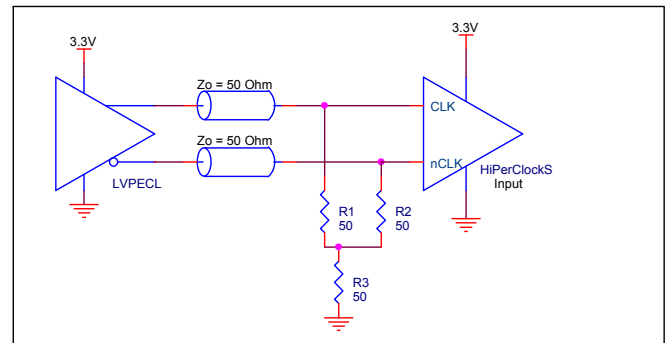 3.3V
3.3V
Zo = 50 Ohm
CLK
Zo = 50 Ohm
nCLK
HiPerClockS
Input
LVPECL
R1
50
R2
50
R3
50